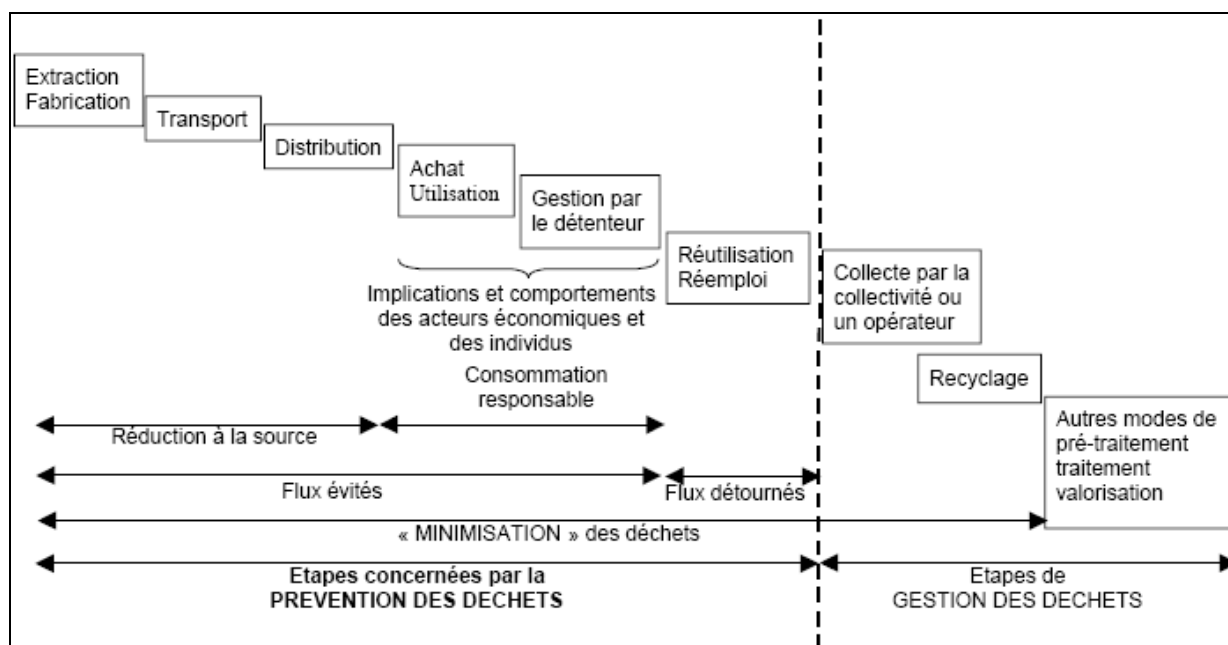 Extraction
Fabrication
Transport
Distribution
Achat
Utilisation
Gestion par
le détenteur
Réutilisation
Réemploi
Collecte par la
collectivité ou
un opérateur
Recyclage
Autres modes de
pré-traitement
traitement
valorisation
Implications et comportements
des acteurs économiques et
des individus
Consommation
responsable
Réduction à la source
Flux évités
Flux détournés
« MINIMISATION » des déchets
Etapes concernées par la
PREVENTION DES DECHETS
Etapes de
GESTION DES DECHETS